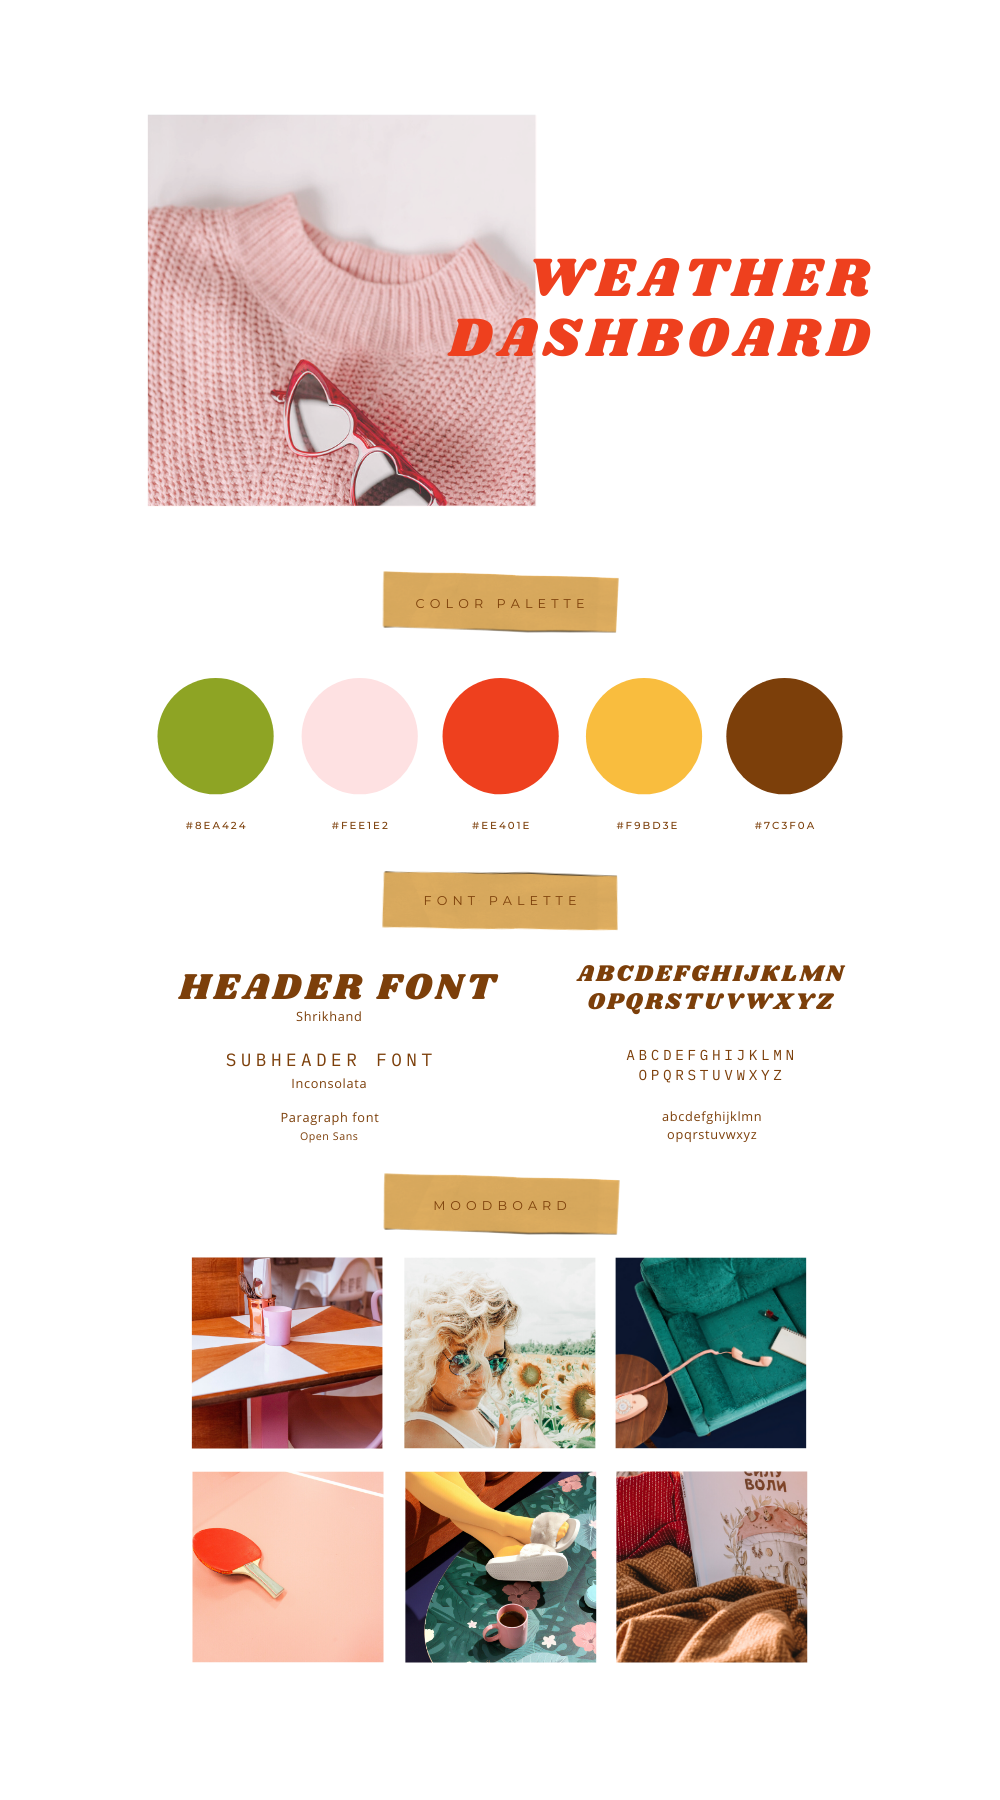 WEATHER
DASHBOARD
COLOR PALETTE
#8EA424
#FEE1E2
#EE401E
#F9BD3E
#7C3F0A
FONT PALETTE
HEADER FONT
Shrikhand
SUBHEADER FONT
Inconsolata
Paragraph font
Open Sans
ABCDEFGHIJKLMN
OPQRSTUVWXYZ
ABCDEFGHIJKLMN
OPQRSTUVWXYZ
abcdefghijklmn
opqrstuvwxyz
MOODBOARD
СИЛУ
ВОЛИ